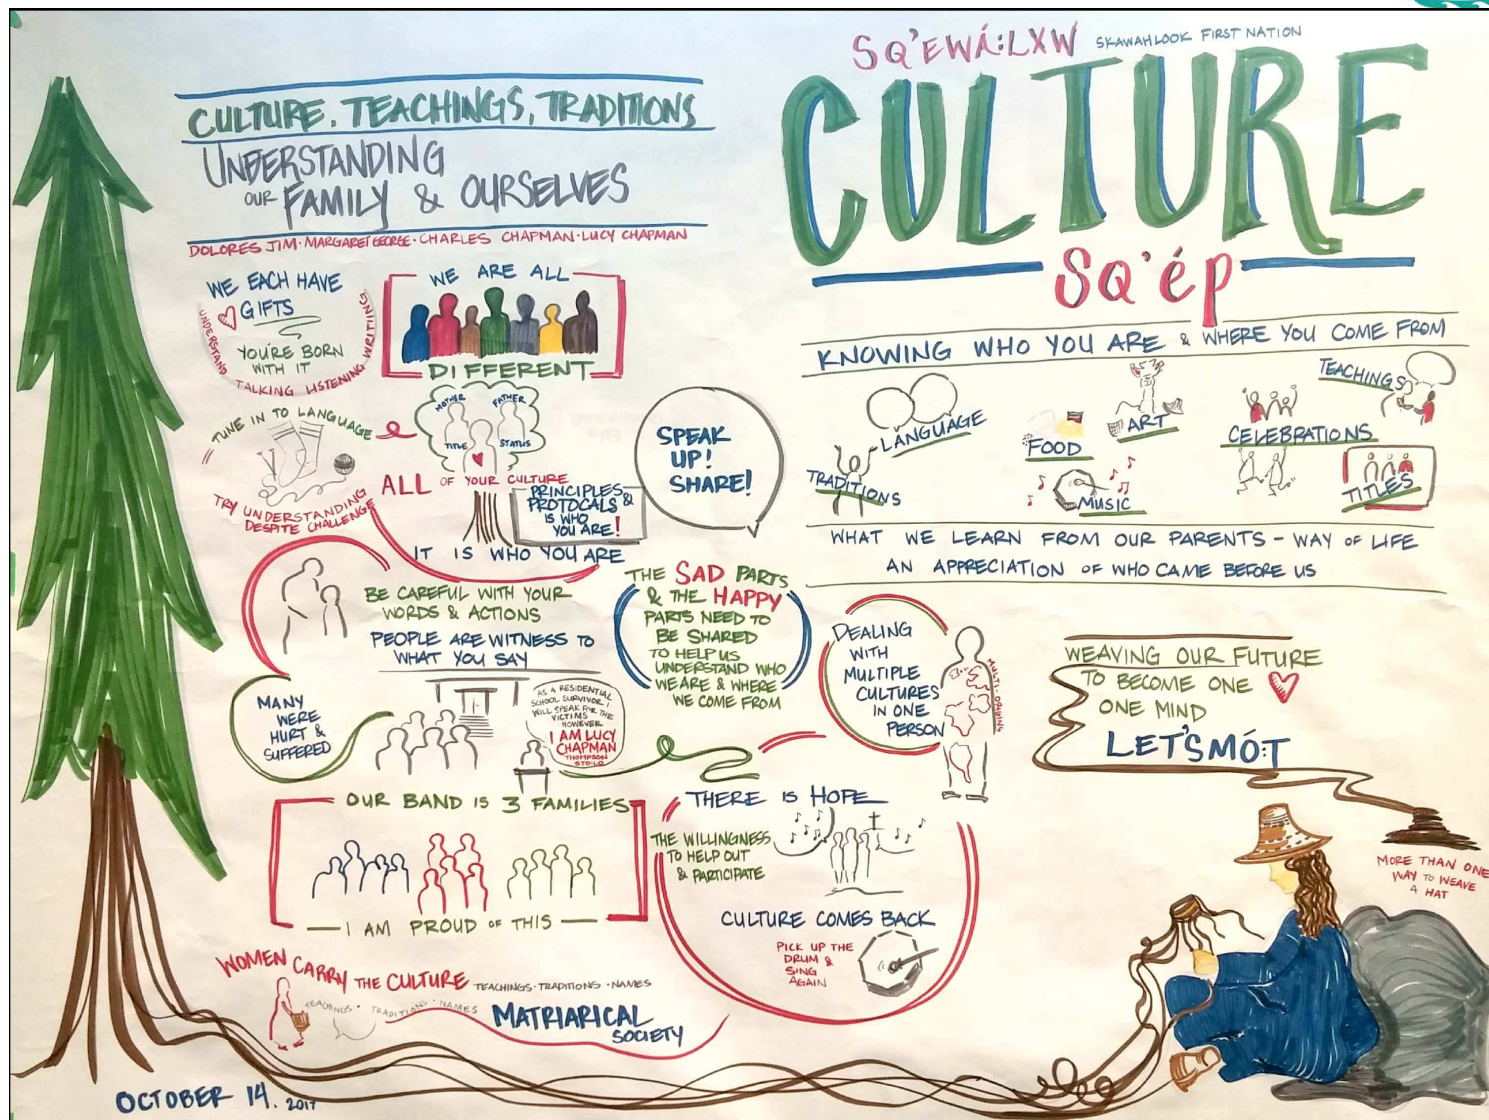 SQ'EWÁ:LXW SKAWAHLOOK FIRST NATION
CULTURE
SQ'ép
KNOWING WHO YOU ARE & WHERE YOU COME FROM
TRADITIONS
LANGUAGE
FOOD
ART
MUSIC
CELEBRATIONS
TEACHINGS
TITLES
WHAT WE LEARN FROM OUR PARENTS - WAY OF LIFE
AN APPRECIATION OF WHO CAME BEFORE US
CULTURE, TEACHINGS, TRADITIONS
UNDERSTANDING
OUR FAMILY & OURSELVES
DOLORES JIM · MARGARET GEORGE · CHARLES CHAPMAN · LUCY CHAPMAN
WE EACH HAVE
GIFTS
YOU'RE BORN
WITH IT
UNDERSTAND TALKING LISTENING WRITING
WE ARE ALL
DIFFERENT
TUNE IN TO LANGUAGE
TRY UNDERSTANDING
DESPITE CHALLENGE
MOTHER FATHER
TITLE STATUS
ALL OF YOUR CULTURE
PRINCIPLES
PROTOCALS &
IS WHO
YOU ARE!
IT IS WHO YOU ARE
SPEAK
UP!
SHARE!
BE CAREFUL WITH YOUR
WORDS & ACTIONS
PEOPLE ARE WITNESS TO
WHAT YOU SAY
MANY
WERE
HURT &
SUFFERED
AS A RESIDENTIAL
SCHOOL SURVIVOR I
WILL SPEAK FOR THE
VICTIMS
HOWEVER
I AM LUCY
CHAPMAN
THOMPSON
STO:LO
THE SAD PARTS
& THE HAPPY
PARTS NEED TO
BE SHARED
TO HELP US
UNDERSTAND WHO
WE ARE & WHERE
WE COME FROM
DEALING
WITH
MULTIPLE
CULTURES
IN ONE
PERSON
MULTI-ORIGINS
OUR BAND IS 3 FAMILIES
I AM PROUD OF THIS
THERE IS HOPE
THE WILLINGNESS
TO HELP OUT
& PARTICIPATE
CULTURE COMES BACK
PICK UP THE
DRUM &
SING
AGAIN
WOMEN CARRY THE CULTURE TEACHINGS · TRADITIONS · NAMES
TEACHINGS · TRADITIONS · NAMES
MATRIARICAL
SOCIETY
WEAVING OUR FUTURE
TO BECOME ONE
ONE MIND
LET'SMÓ:T
MORE THAN ONE
WAY TO WEAVE
A HAT
OCTOBER 14. 2017